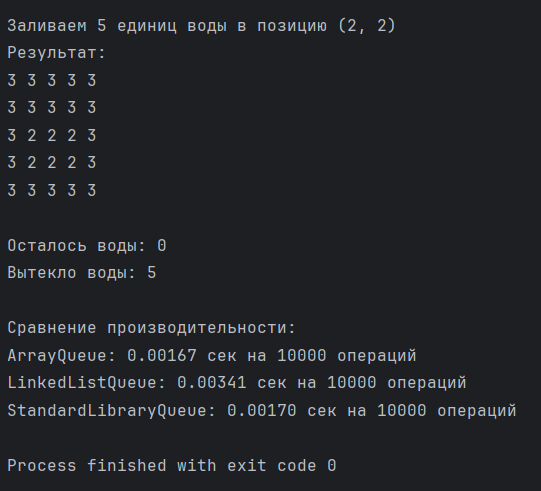 Заливаем 5 единиц воды в позицию (2, 2)
Результат:
3 3 3 3 3
3 3 3 3 3
3 2 2 2 3
3 2 2 2 3
3 3 3 3 3
Осталось воды: 0
Вытекло воды: 5
Сравнение производительности:
ArrayQueue: 0.00167 сек на 10000 операций
LinkedListQueue: 0.00341 сек на 10000 операций
StandardLibraryQueue: 0.00170 сек на 10000 операций
Process finished with exit code 0